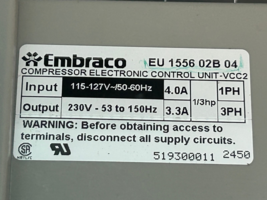 Embraco EU 1556 02B 04
COMPRESSOR ELECTRONIC CONTROL UNIT-VCC2
Input 115-127V~/50-60Hz 4.0A 1/3hp 1PH
Output 230V - 53 to 150Hz 3.3A 3PH
Warning: Before obtaining access to
terminals, disconnect all supply circuits.
519300011 2450